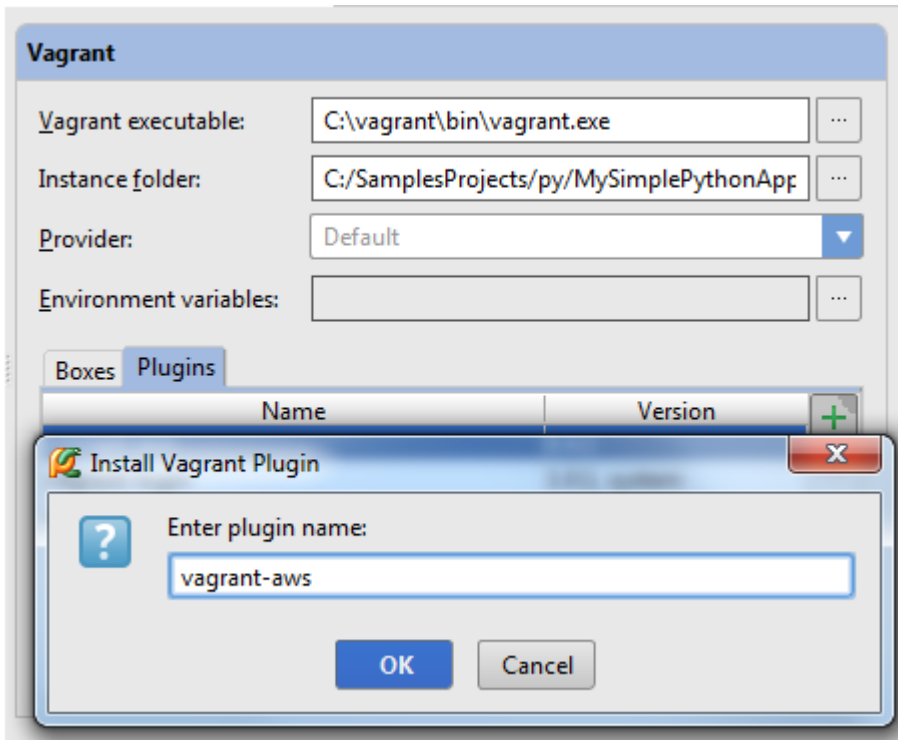 Vagrant
Vagrant executable: C:\vagrant\bin\vagrant.exe ...
Instance folder: C:/SamplesProjects/py/MySimplePythonApp ...
Provider: Default
Environment variables: ...
Boxes Plugins
Name Version
Install Vagrant Plugin
Enter plugin name:
vagrant-aws
OK Cancel